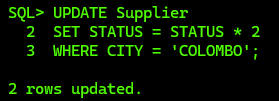 SQL> UPDATE Supplier
  2  SET STATUS = STATUS * 2
  3  WHERE CITY = 'COLOMBO';
2 rows updated.